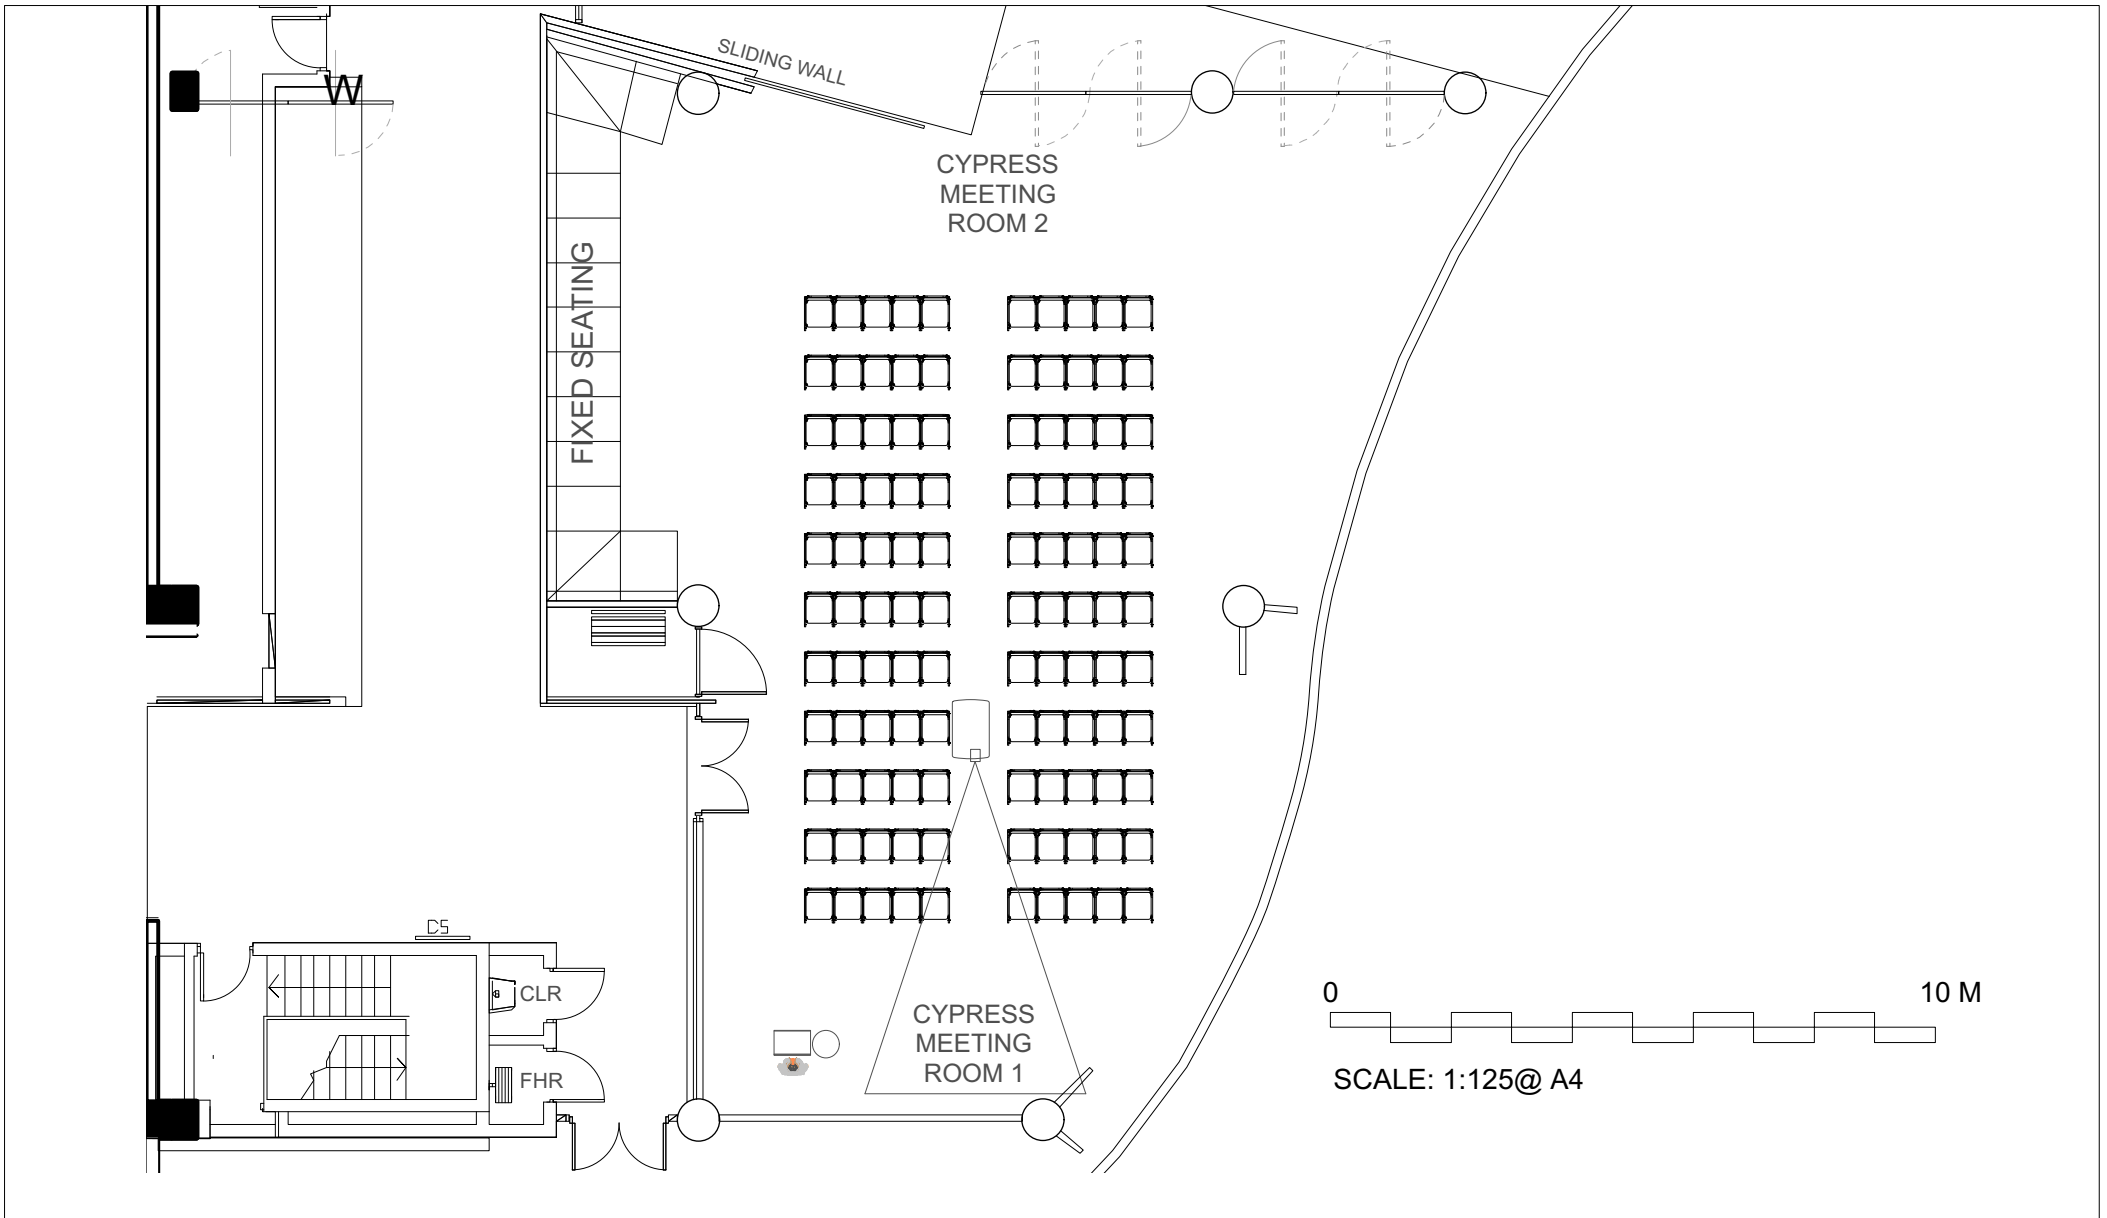 SLIDING WALL
W
CYPRESS
MEETING
ROOM 2
FIXED SEATING
DS
CLR
FHR
CYPRESS
MEETING
ROOM 1
0 10 M
SCALE: 1:125@ A4